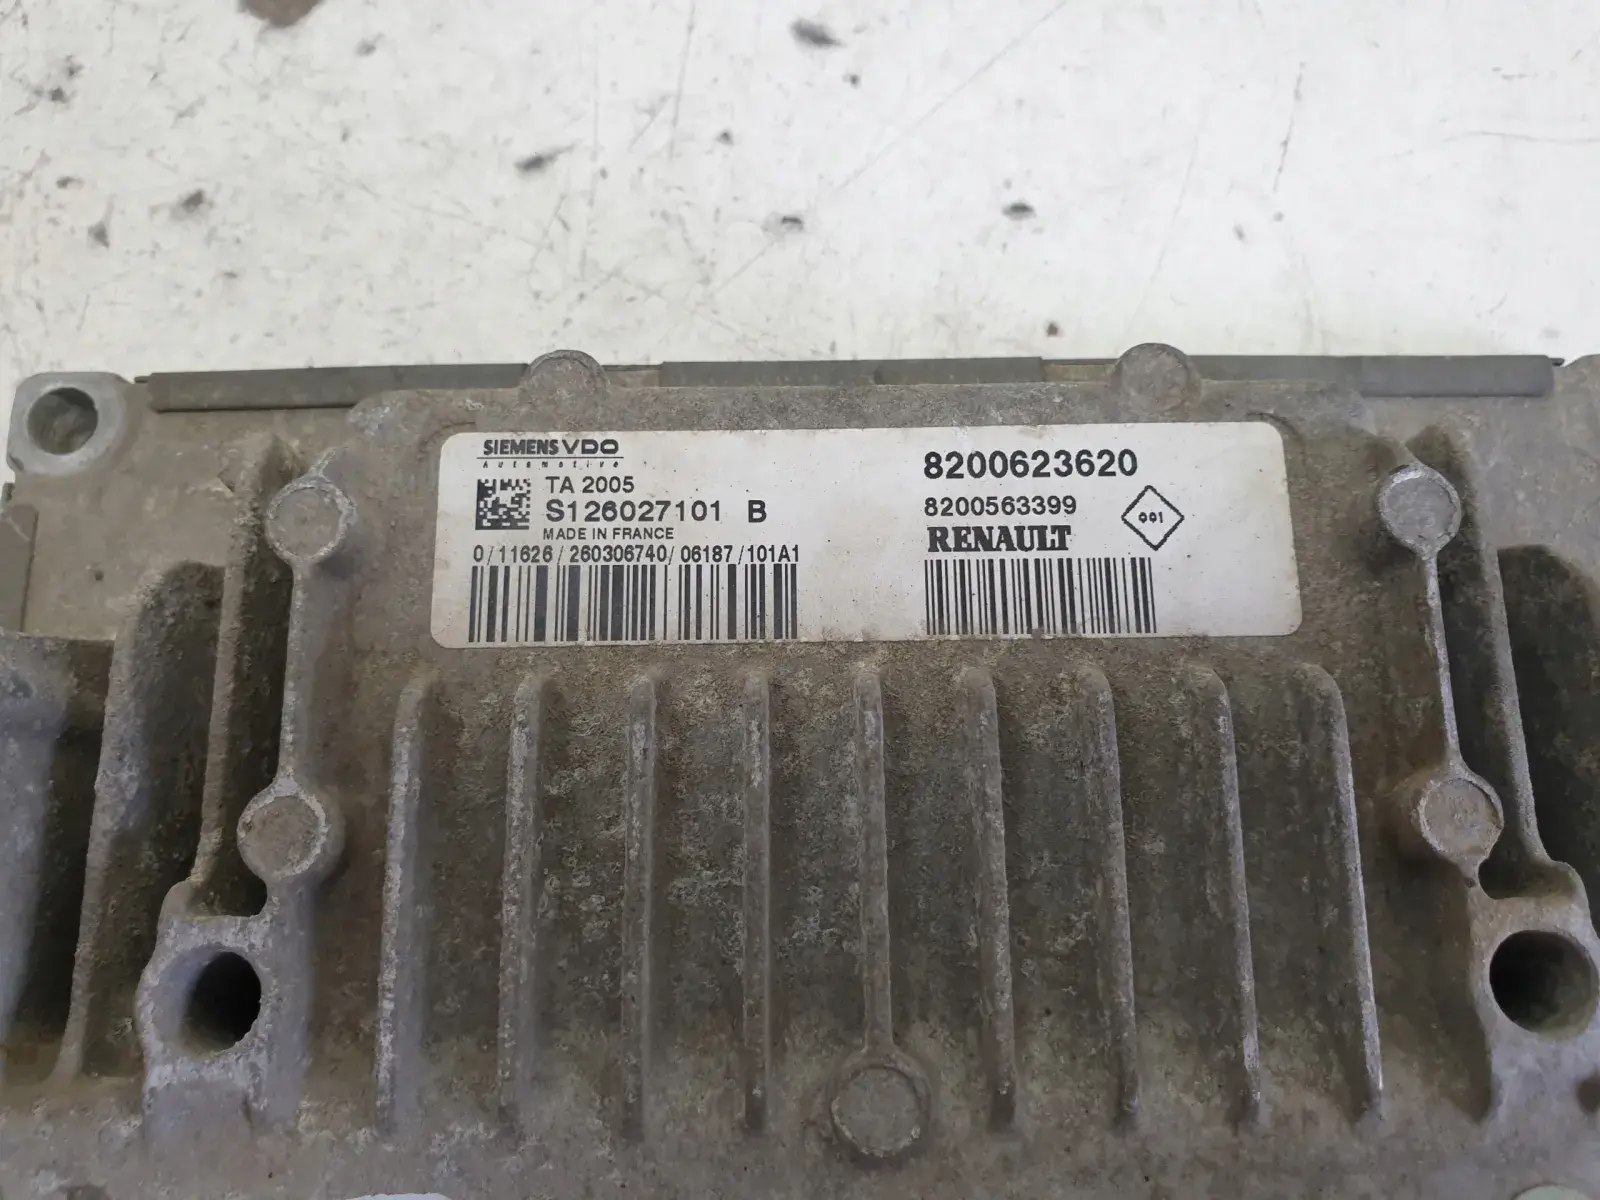 SIEMENS VDO
Automotive
TA 2005
S126027101 B
MADE IN FRANCE
0/11626/260306740/06187/101A1
8200623620
8200563399
RENAULT
001